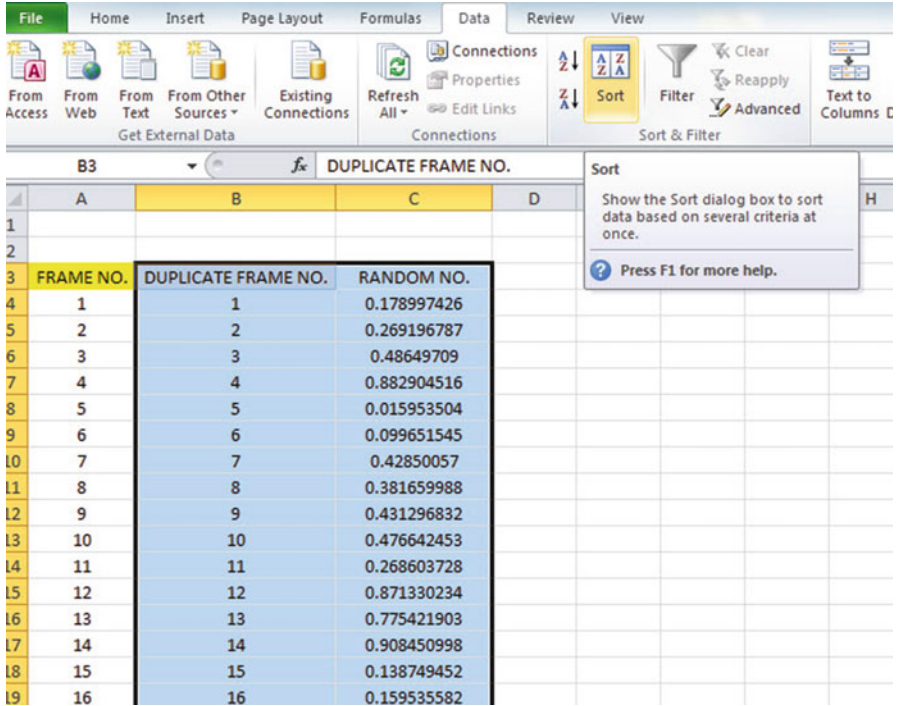 File Home Insert Page Layout Formulas Data Review View
From Access
From Web
From Text
From Other Sources
Existing Connections
Get External Data
Refresh All
Connections
Properties
Edit Links
Connections
Sort
Filter
Clear
Reapply
Advanced
Sort & Filter
Text to Columns
B3 fx DUPLICATE FRAME NO.
Sort
Show the Sort dialog box to sort
data based on several criteria at
once.
Press F1 for more help.
A B C D H
1
2
3 FRAME NO. DUPLICATE FRAME NO. RANDOM NO.
4 1 1 0.178997426
5 2 2 0.269196787
6 3 3 0.48649709
7 4 4 0.882904516
8 5 5 0.015953504
9 6 6 0.099651545
10 7 7 0.42850057
11 8 8 0.381659988
12 9 9 0.431296832
13 10 10 0.476642453
14 11 11 0.268603728
15 12 12 0.871330234
16 13 13 0.775421903
17 14 14 0.908450998
18 15 15 0.138749452
19 16 16 0.159535582